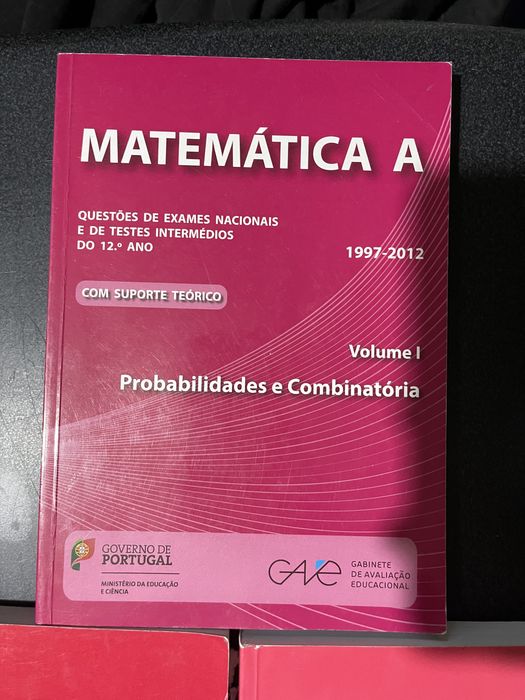 MATEMÁTICA A
QUESTÕES DE EXAMES NACIONAIS
E DE TESTES INTERMÉDIOS
DO 12.º ANO
1997-2012
COM SUPORTE TEÓRICO
Volume I
Probabilidades e Combinatória
GOVERNO DE
PORTUGAL
MINISTÉRIO DA EDUCAÇÃO
E CIÊNCIA
GAVE
GABINETE
DE AVALIAÇÃO
EDUCACIONAL